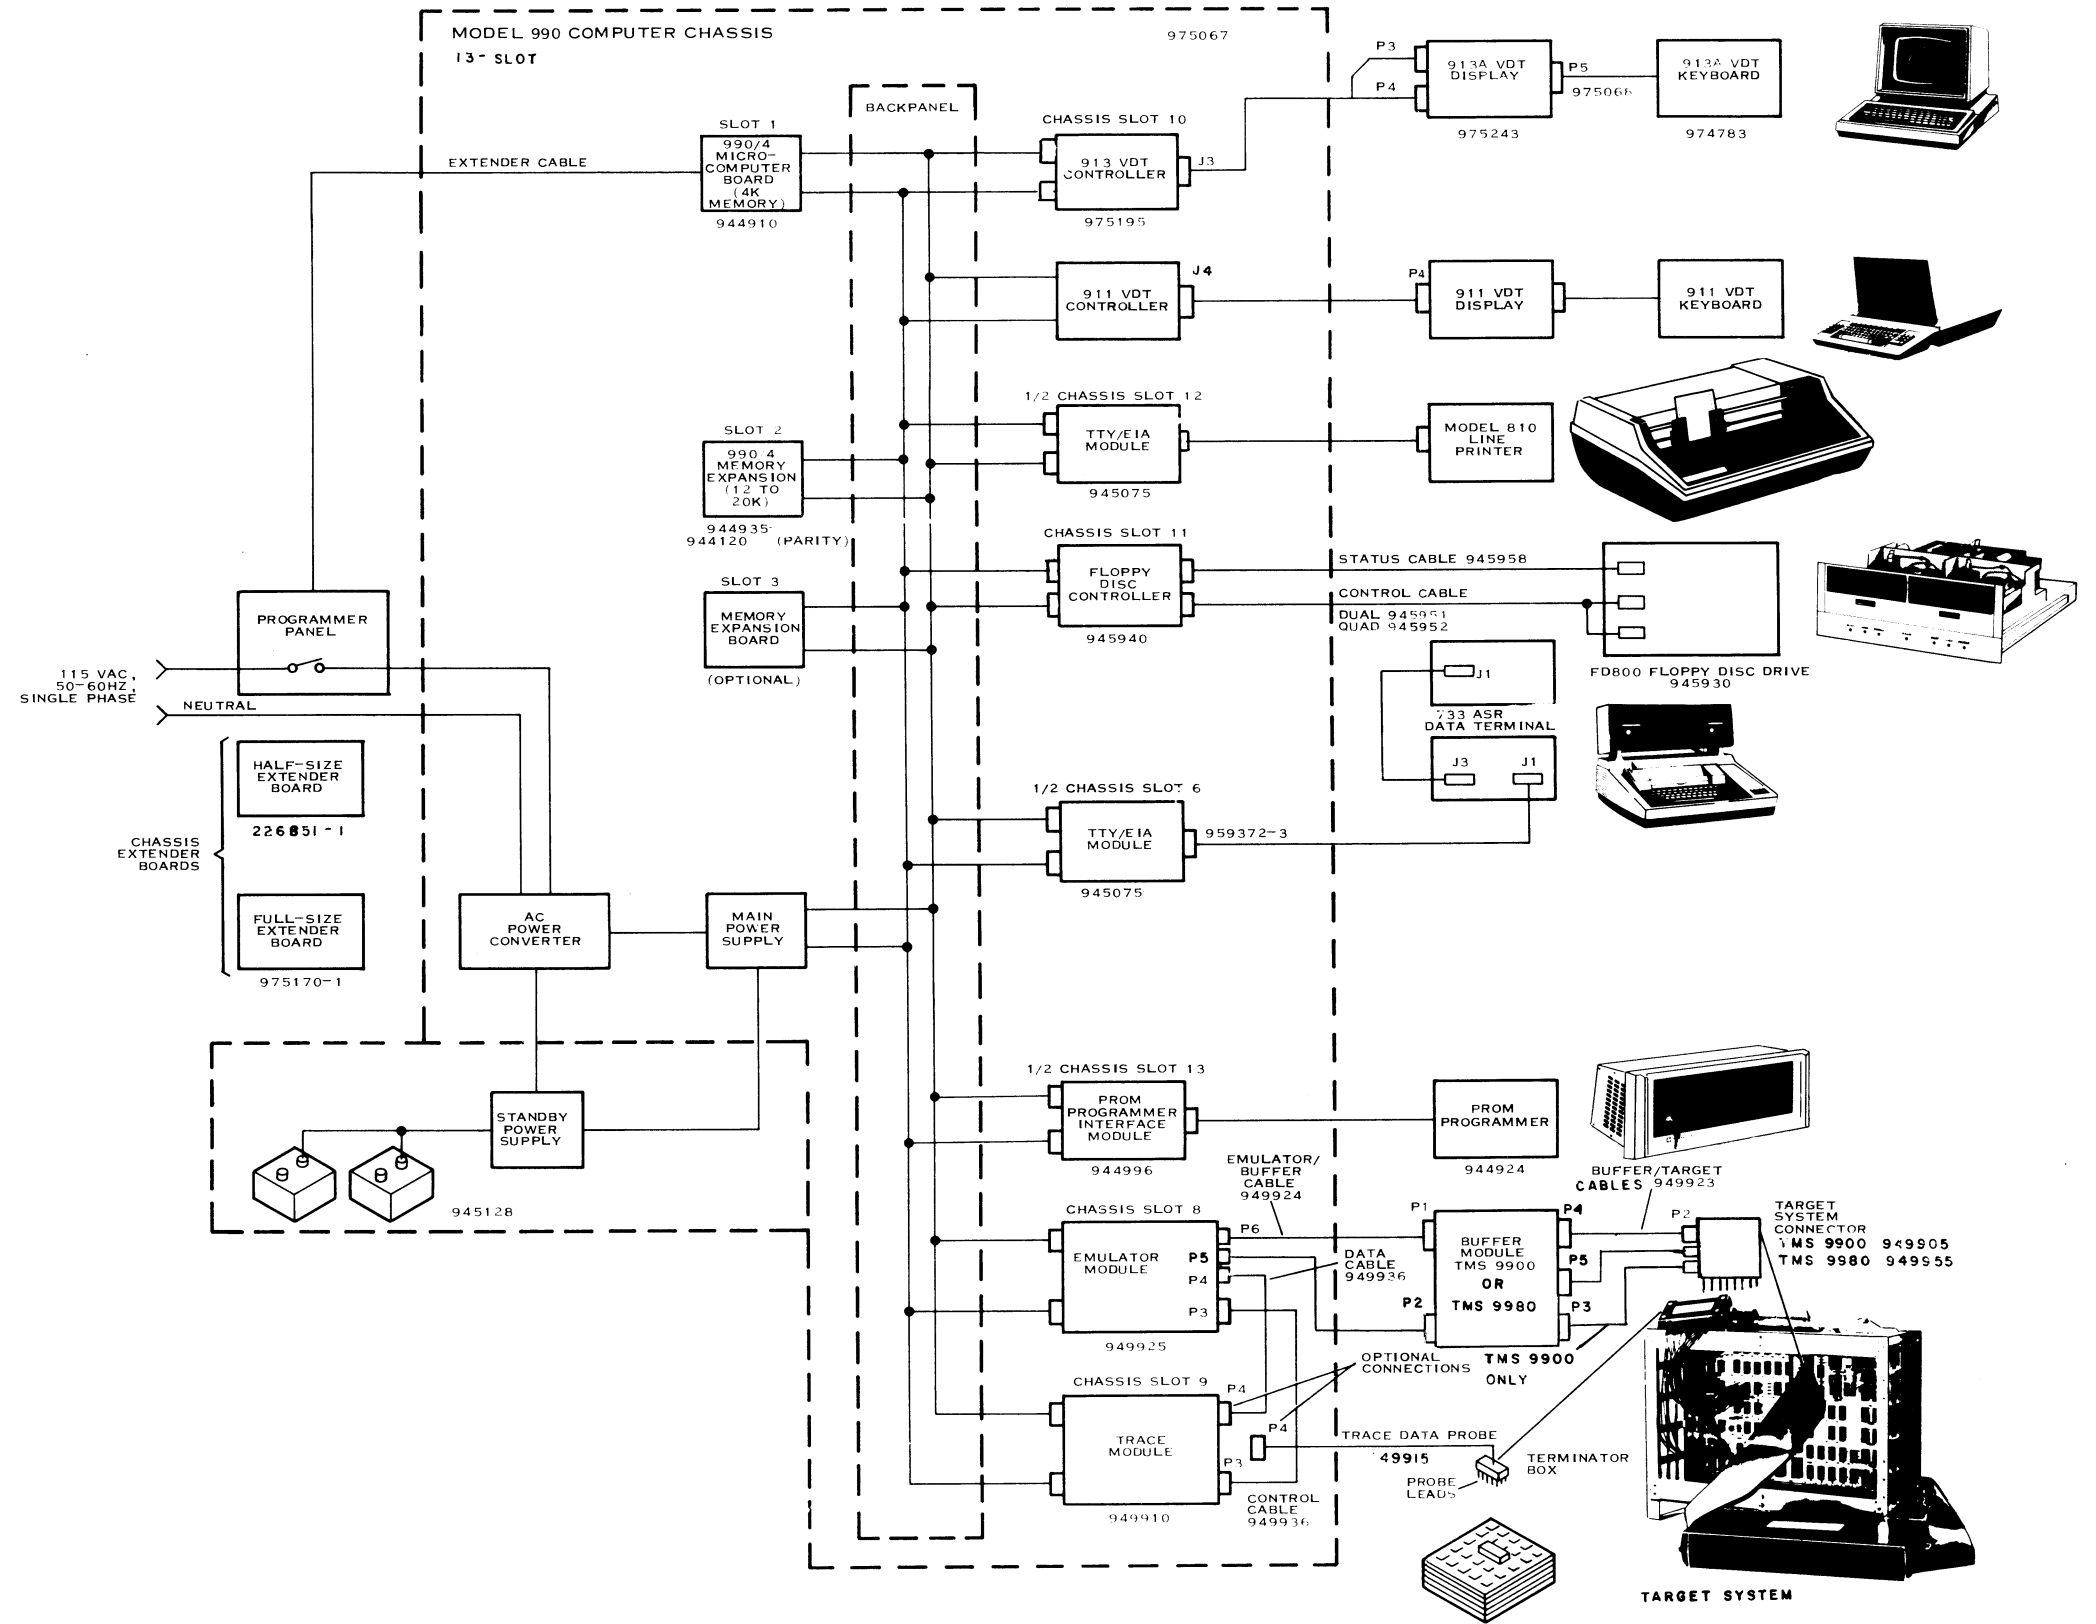 MODEL 990 COMPUTER CHASSIS
13-SLOT
975067
BACKPANEL
SLOT 1
990/4
MICRO-
COMPUTER
BOARD
(4K
MEMORY)
944910
EXTENDER CABLE
CHASSIS SLOT 10
913 VDT
CONTROLLER
J3
975195
P3
P4
913A VDT
DISPLAY
975243
P5
975068
913A VDT
KEYBOARD
974783
911 VDT
CONTROLLER
J4
P4
911 VDT
DISPLAY
911 VDT
KEYBOARD
1/2 CHASSIS SLOT 12
TTY/EIA
MODULE
945075
MODEL 810
LINE
PRINTER
SLOT 2
990 4
MEMORY
EXPANSION
(12 TO
20K)
944935-
944120 (PARITY)
CHASSIS SLOT 11
FLOPPY
DISC
CONTROLLER
945940
STATUS CABLE 945958
CONTROL CABLE
DUAL 945951
QUAD 945952
FD800 FLOPPY DISC DRIVE
945930
SLOT 3
MEMORY
EXPANSION
BOARD
(OPTIONAL)
PROGRAMMER
PANEL
115 VAC,
50-60HZ,
SINGLE PHASE
NEUTRAL
J1
733 ASR
DATA TERMINAL
J3
J1
HALF-SIZE
EXTENDER
BOARD
226851-1
CHASSIS
EXTENDER
BOARDS
FULL-SIZE
EXTENDER
BOARD
975170-1
1/2 CHASSIS SLOT 6
TTY/EIA
MODULE
959372-3
945075
AC
POWER
CONVERTER
MAIN
POWER
SUPPLY
STANDBY
POWER
SUPPLY
945128
1/2 CHASSIS SLOT 13
PROM
PROGRAMMER
INTERFACE
MODULE
944996
PROM
PROGRAMMER
944924
EMULATOR/
BUFFER
CABLE
949924
CHASSIS SLOT 8
EMULATOR
MODULE
P6
P5
P4
P3
949925
DATA
CABLE
949936
P1
P2
BUFFER
MODULE
TMS 9900
OR
TMS 9980
P4
P5
P3
BUFFER/TARGET
CABLES 949923
P2
TARGET
SYSTEM
CONNECTOR
TMS 9900 949905
TMS 9980 949955
TMS 9900
ONLY
OPTIONAL
CONNECTIONS
CHASSIS SLOT 9
TRACE
MODULE
P4
P3
949910
P4
TRACE DATA PROBE
49915
CONTROL
CABLE
949936
PROBE
LEADS
TERMINATOR
BOX
TARGET SYSTEM